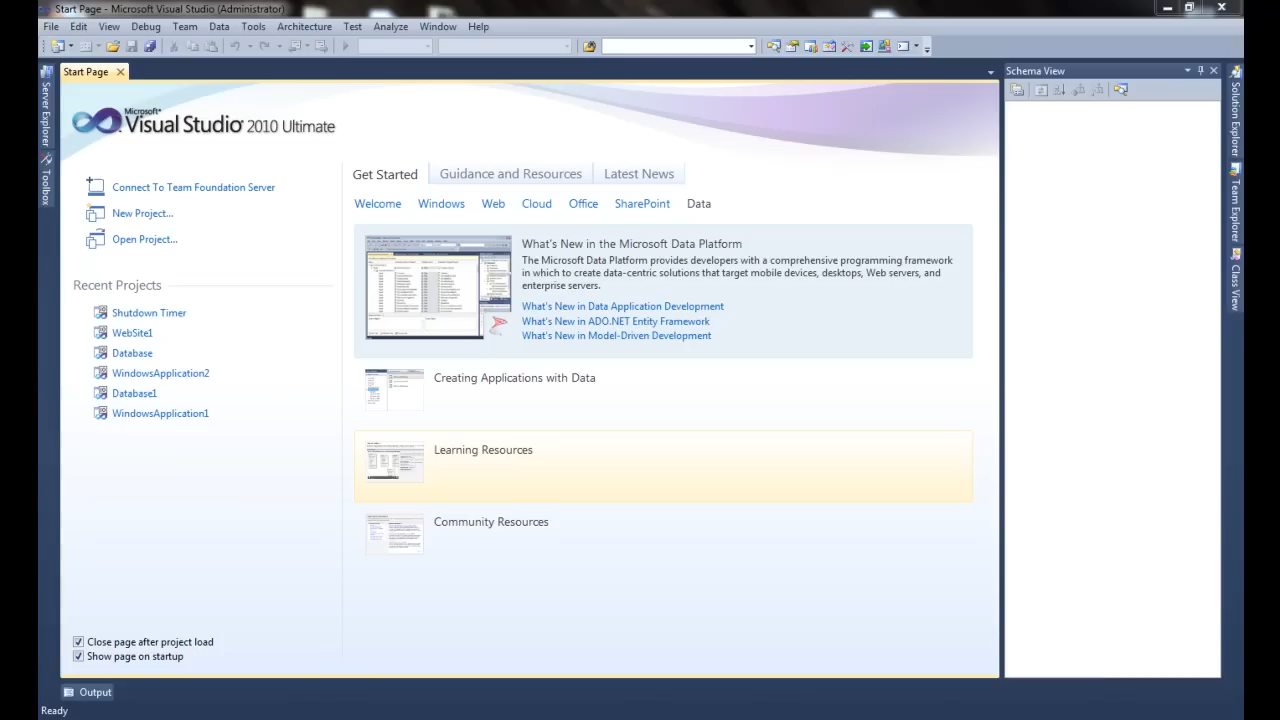 Start Page - Microsoft Visual Studio (Administrator)
File Edit View Debug Team Data Tools Architecture Test Analyze Window Help
Start Page
Schema View
Server Explorer
Toolbox
Solution Explorer
Team Explorer
Class View
Microsoft®
Visual Studio® 2010 Ultimate
Connect To Team Foundation Server
New Project...
Open Project...
Recent Projects
Shutdown Timer
WebSite1
Database
WindowsApplication2
Database1
WindowsApplication1
Close page after project load
Show page on startup
Get Started Guidance and Resources Latest News
Welcome Windows Web Cloud Office SharePoint Data
What's New in the Microsoft Data Platform
The Microsoft Data Platform provides developers with a comprehensive programming framework
in which to create data-centric solutions that target mobile devices, desktops, Web servers, and
enterprise servers.
What's New in Data Application Development
What's New in ADO.NET Entity Framework
What's New in Model-Driven Development
Creating Applications with Data
Learning Resources
Community Resources
Output
Ready